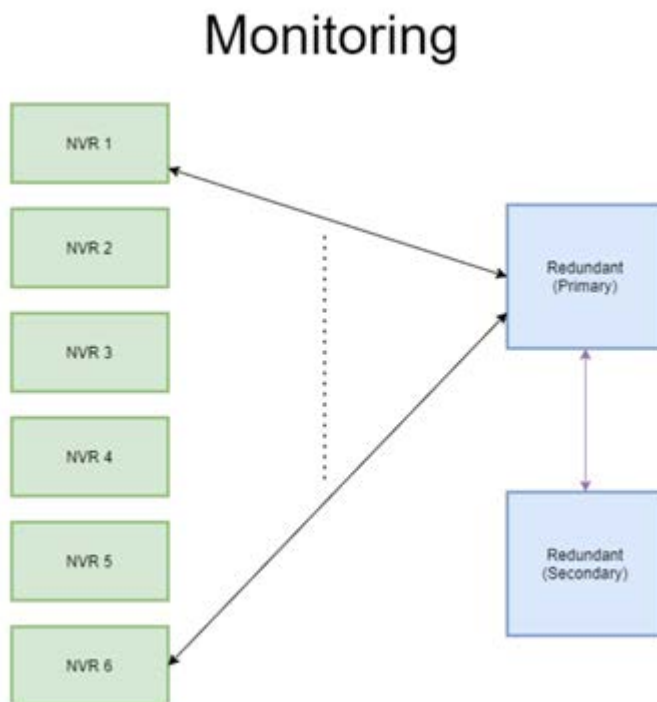 Monitoring
NVR 1
NVR 2
NVR 3
NVR 4
NVR 5
NVR 6
Redundant
(Primary)
Redundant
(Secondary)